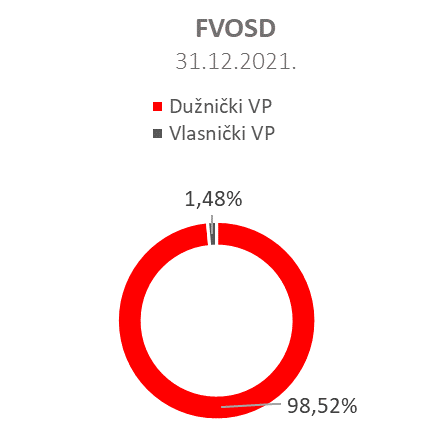 FVOSD
31.12.2021.
Dužnički VP
Vlasnički VP
1,48%
98,52%